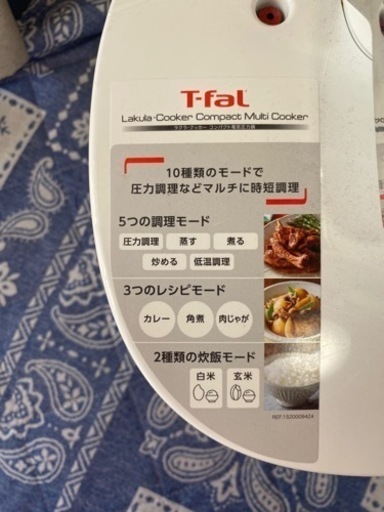 T-fal
Lakula-Cooker Compact Multi Cooker
ラクラ・クッカー コンパクト電気圧力鍋
10種類のモードで
圧力調理などマルチに時短調理
5つの調理モード
圧力調理 蒸す 煮る
炒める 低温調理
3つのレシピモード
カレー 角煮 肉じゃが
2種類の炊飯モード
白米 玄米
REF:1520009424